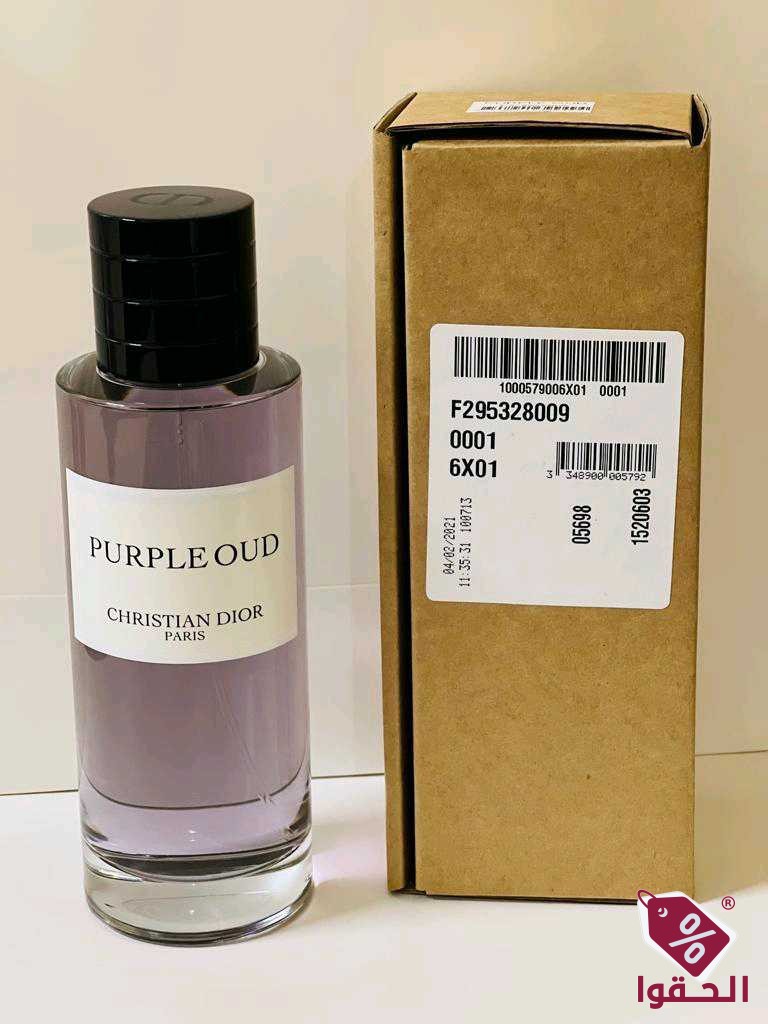 PURPLE OUD
CHRISTIAN DIOR
PARIS
1000579006X01 0001
F295328009
0001
6X01
3 348900 005792
04/02/2021
11:35:31 100713
05698
1520603
®
%
الحقوا